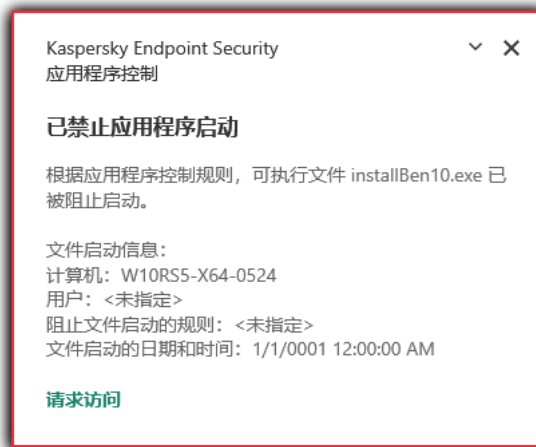 Kaspersky Endpoint Security
应用程序控制
已禁止应用程序启动
根据应用程序控制规则，可执行文件 installBen10.exe 已
被阻止启动。
文件启动信息：
计算机：W10RS5-X64-0524
用户：<未指定>
阻止文件启动的规则：<未指定>
文件启动的日期和时间：1/1/0001 12:00:00 AM
请求访问